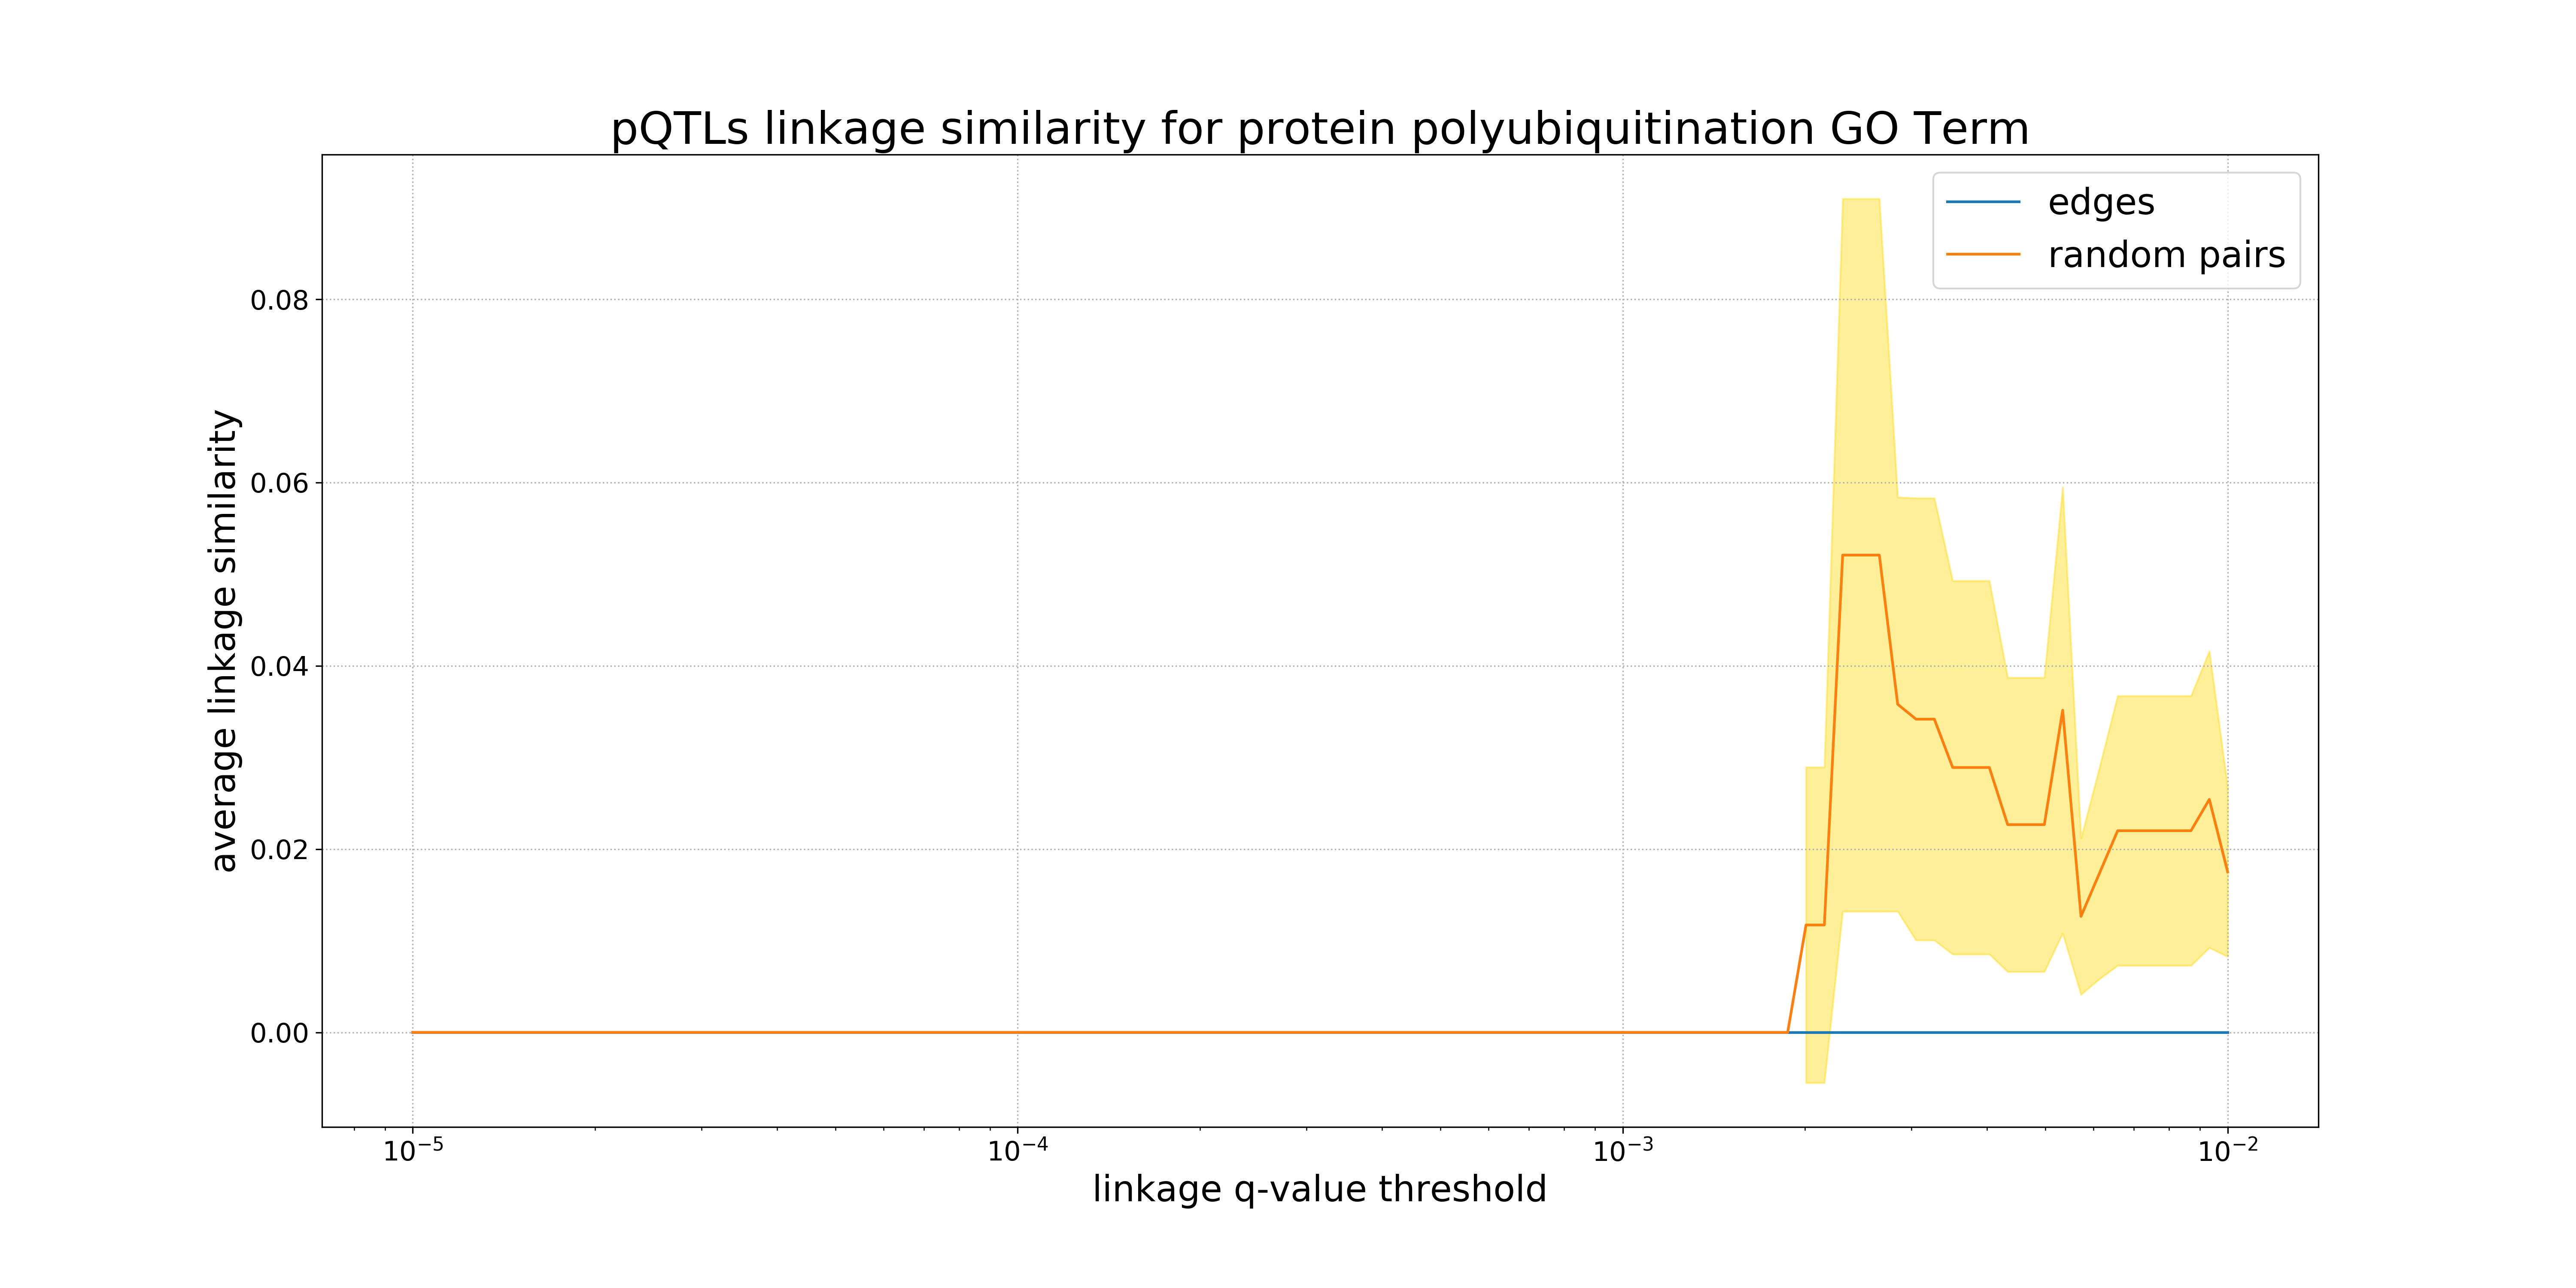 pQTLs linkage similarity for protein polyubiquitination GO Term
edges
random pairs
0.08
0.06
0.04
0.02
0.00
average linkage similarity
10⁻⁵ 10⁻⁴ 10⁻³ 10⁻²
linkage q-value threshold